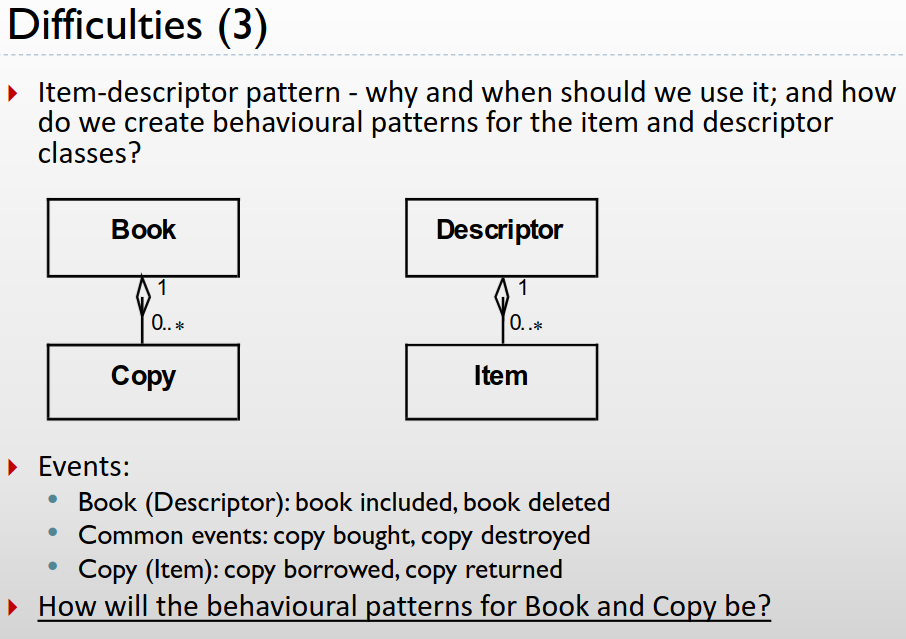 Difficulties (3)
Item-descriptor pattern - why and when should we use it; and how
do we create behavioural patterns for the item and descriptor
classes?
Book
Descriptor
1
1
0..*
0..*
Copy
Item
Events:
Book (Descriptor): book included, book deleted
Common events: copy bought, copy destroyed
Copy (Item): copy borrowed, copy returned
How will the behavioural patterns for Book and Copy be?